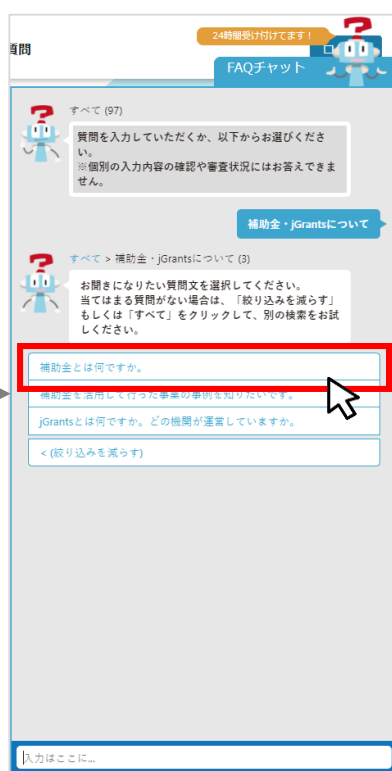 質問
24時間受け付けてます！
FAQチャット
すべて (97)
質問を入力していただくか、以下からお選びくださ
い。
※個別の入力内容の確認や審査状況にはお答えできま
せん。
補助金・jGrantsについて
すべて > 補助金・jGrantsについて (3)
お聞きになりたい質問文を選択してください。
当てはまる質問がない場合は、「絞り込みを減らす」
もしくは「すべて」をクリックして、別の検索をお試
しください。
補助金とは何ですか。
補助金を活用して行った事業の事例を知りたいです。
jGrantsとは何ですか。どの機関が運営していますか。
< (絞り込みを減らす)
入力はここに...